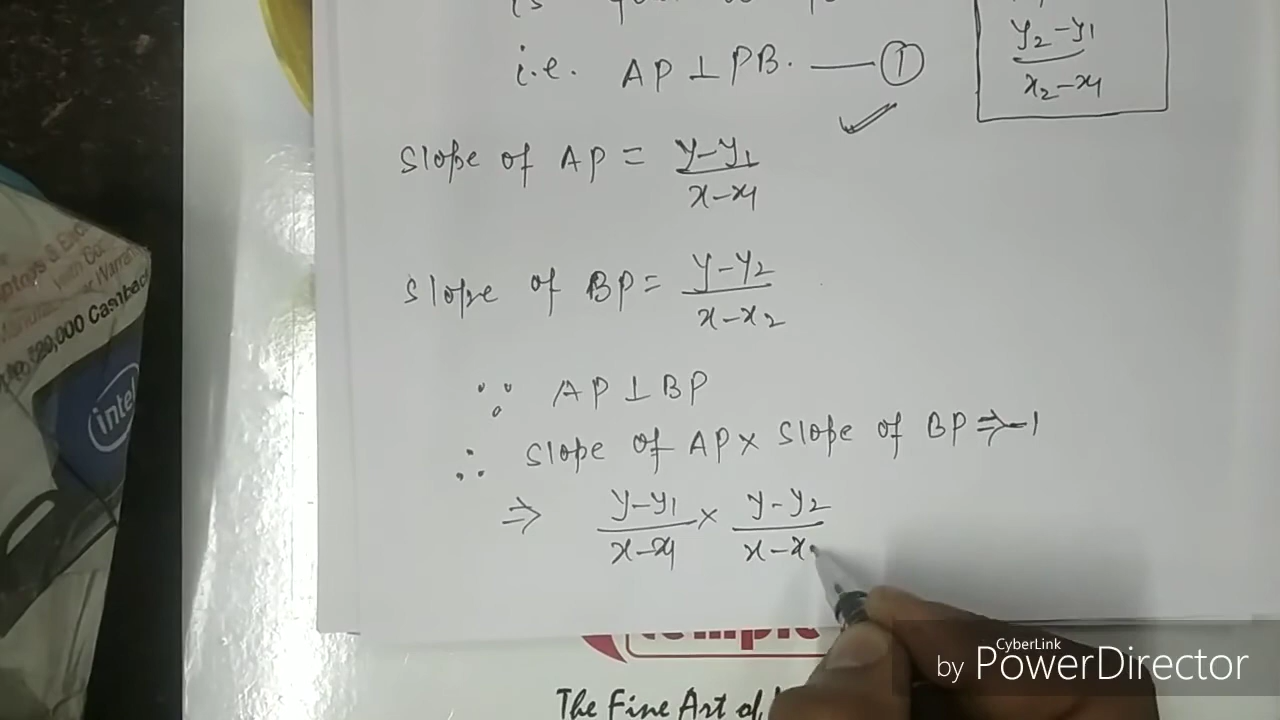 i.e. AP ⊥ PB. — ①
y2-y1
x2-x1
Slope of AP = y-y1
x-x1
Slope of BP = y-y2
x-x2
∵ AP ⊥ BP
∴ Slope of AP × Slope of BP ⇒ -1
⇒ y-y1 × y-y2
x-x1 x-x
The Fine Art of
20,000 Cashback
intel
CyberLink
by PowerDirector